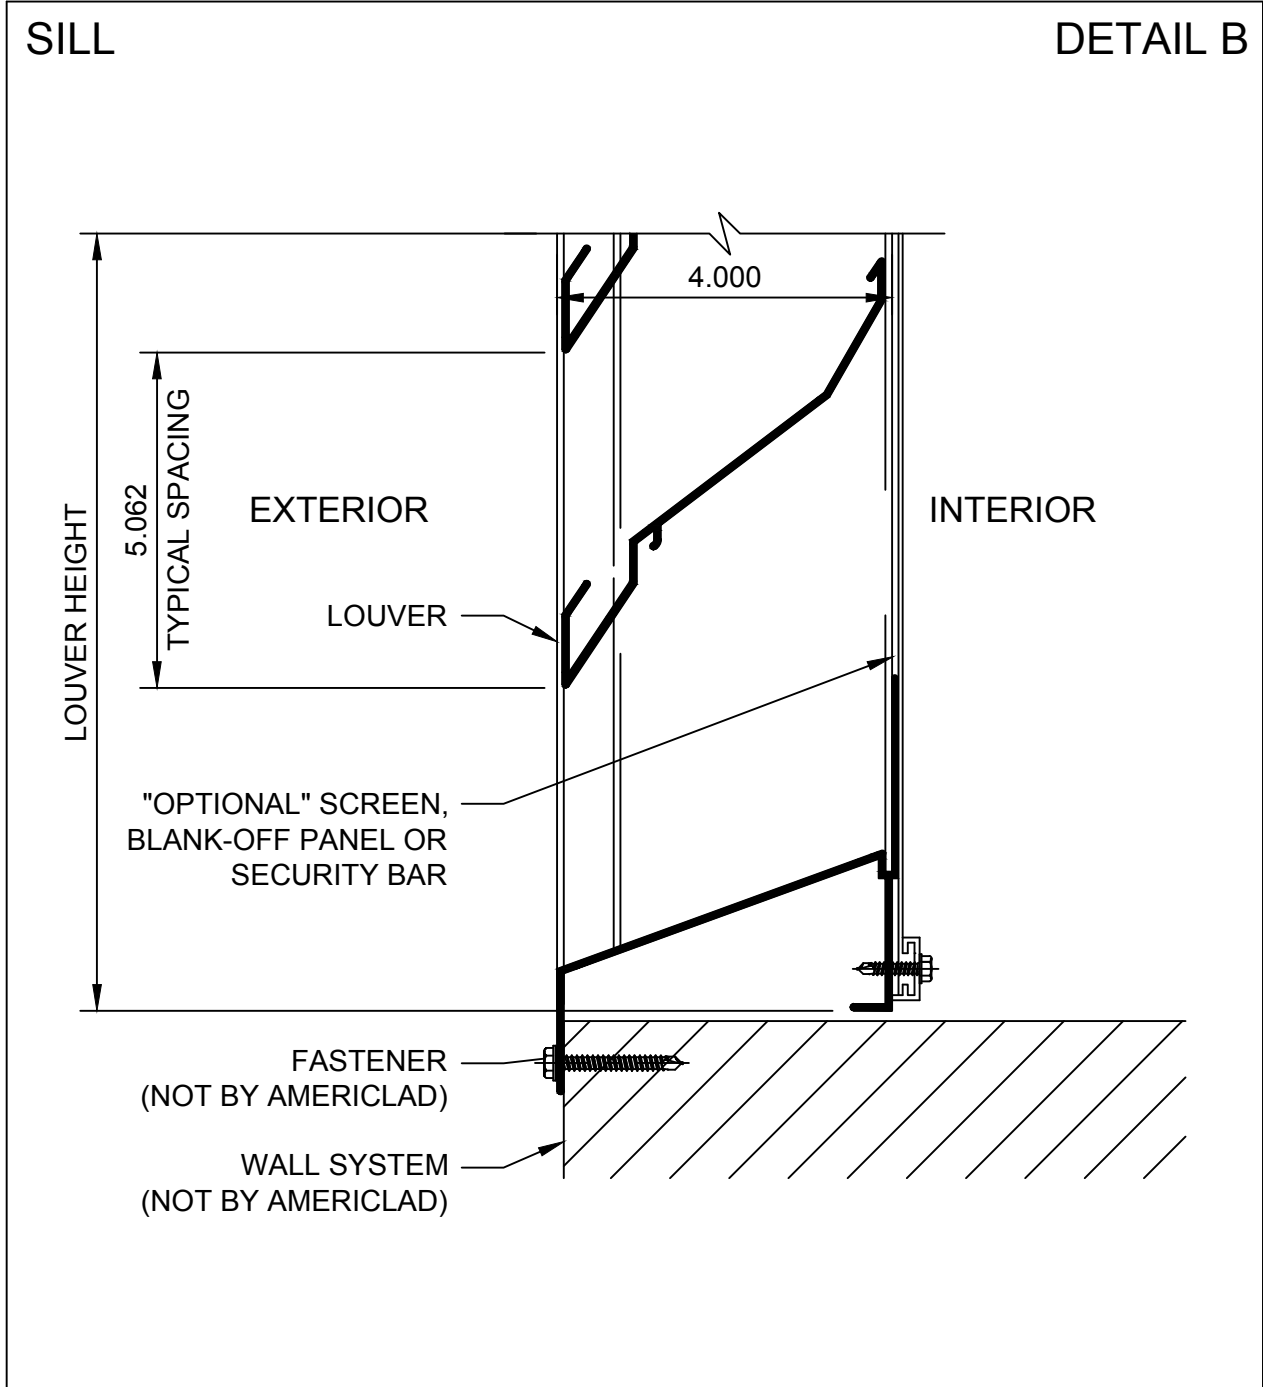 SILL
DETAIL B
4.000
5.062
TYPICAL SPACING
LOUVER HEIGHT
EXTERIOR
INTERIOR
LOUVER
"OPTIONAL" SCREEN,
BLANK-OFF PANEL OR
SECURITY BAR
FASTENER
(NOT BY AMERICLAD)
WALL SYSTEM
(NOT BY AMERICLAD)